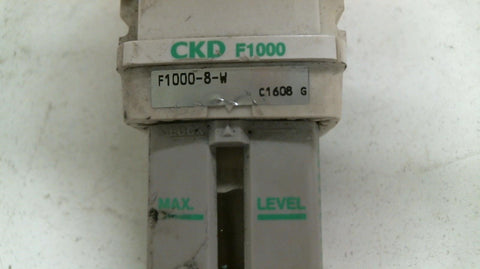 CKD F1000
F1000-8-W
C1608 G
MAX. LEVEL